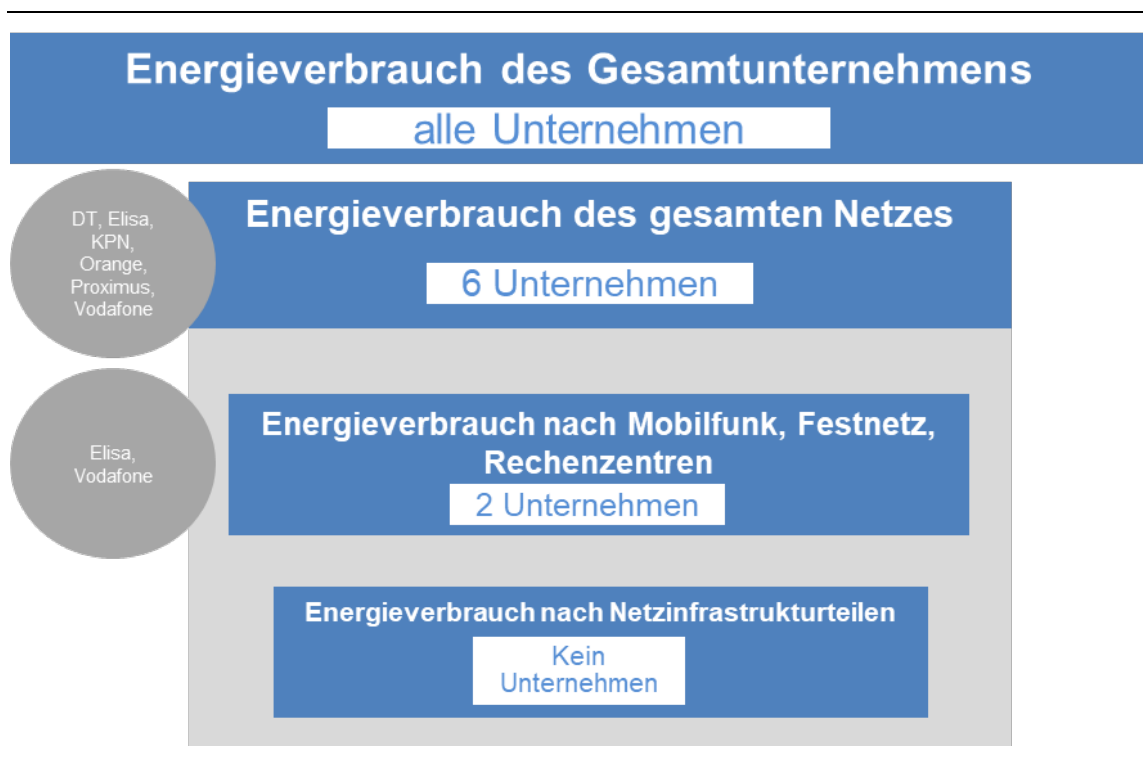 Energieverbrauch des Gesamtunternehmens
alle Unternehmen
DT, Elisa,
KPN,
Orange,
Proximus,
Vodafone
Energieverbrauch des gesamten Netzes
6 Unternehmen
Elisa,
Vodafone
Energieverbrauch nach Mobilfunk, Festnetz,
Rechenzentren
2 Unternehmen
Energieverbrauch nach Netzinfrastrukturteilen
Kein
Unternehmen